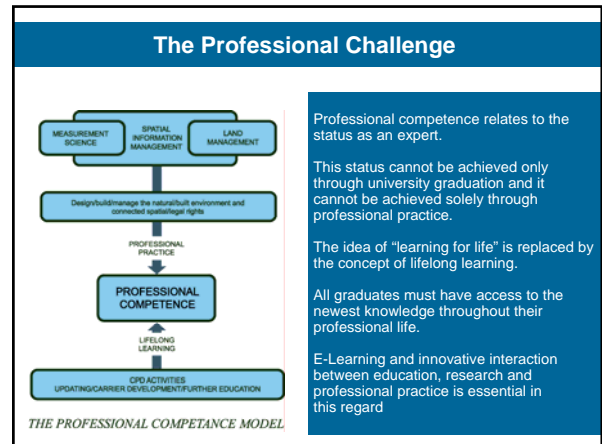 The Professional Challenge
MEASUREMENT
SCIENCE
SPATIAL
INFORMATION
MANAGEMENT
LAND
MANAGEMENT
Design/build/manage the natural/built environment and
connected spatial/legal rights
PROFESSIONAL
PRACTICE
PROFESSIONAL
COMPETENCE
LIFELONG
LEARNING
CPD ACTIVITIES
UPDATING/CARRIER DEVELOPMENT/FURTHER EDUCATION
THE PROFESSIONAL COMPETANCE MODEL
Professional competence relates to the
status as an expert.
This status cannot be achieved only
through university graduation and it
cannot be achieved solely through
professional practice.
The idea of “learning for life” is replaced by
the concept of lifelong learning.
All graduates must have access to the
newest knowledge throughout their
professional life.
E-Learning and innovative interaction
between education, research and
professional practice is essential in
this regard